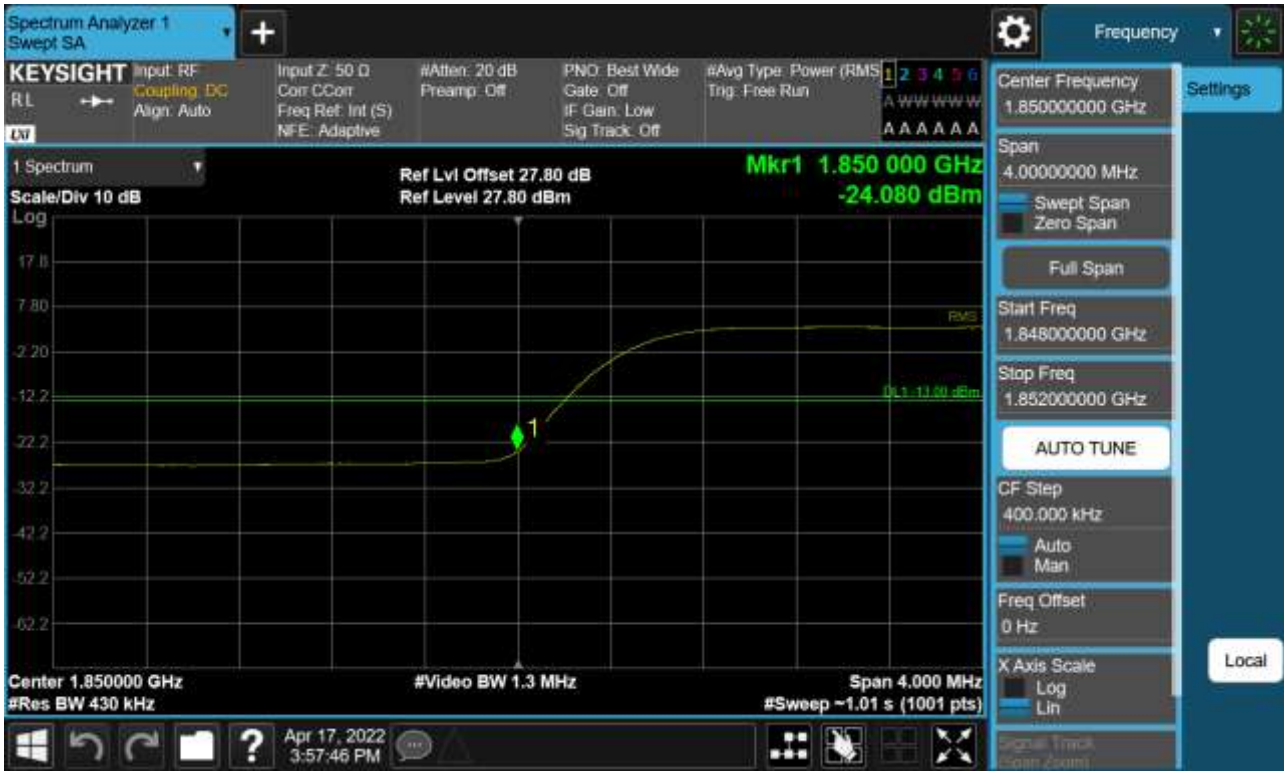 Spectrum Analyzer 1
Swept SA
+
Frequency
KEYSIGHT
RL
LXI
Input: RF
Coupling: DC
Align: Auto
Input Z: 50 Ω
Corr CCorr
Freq Ref: Int (S)
NFE: Adaptive
#Atten: 20 dB
Preamp: Off
PNO: Best Wide
Gate: Off
IF Gain: Low
Sig Track: Off
#Avg Type: Power (RMS
Trig: Free Run
1 2 3 4 5 6
A W W W W W
A A A A A A
1 Spectrum
Scale/Div 10 dB
Ref Lvl Offset 27.80 dB
Ref Level 27.80 dBm
Mkr1 1.850 000 GHz
-24.080 dBm
Log
17.8
7.80
-2.20
-12.2
-22.2
-32.2
-42.2
-52.2
-62.2
RMS
DL1 -13.00 dBm
1
Center 1.850000 GHz
#Res BW 430 kHz
#Video BW 1.3 MHz
Span 4.000 MHz
#Sweep ~1.01 s (1001 pts)
Center Frequency
1.850000000 GHz
Settings
Span
4.00000000 MHz
Swept Span
Zero Span
Full Span
Start Freq
1.848000000 GHz
Stop Freq
1.852000000 GHz
AUTO TUNE
CF Step
400.000 kHz
Auto
Man
Freq Offset
0 Hz
X Axis Scale
Log
Lin
Local
Signal Track
(Span Zoom)
?
Apr 17, 2022
3:57:46 PM